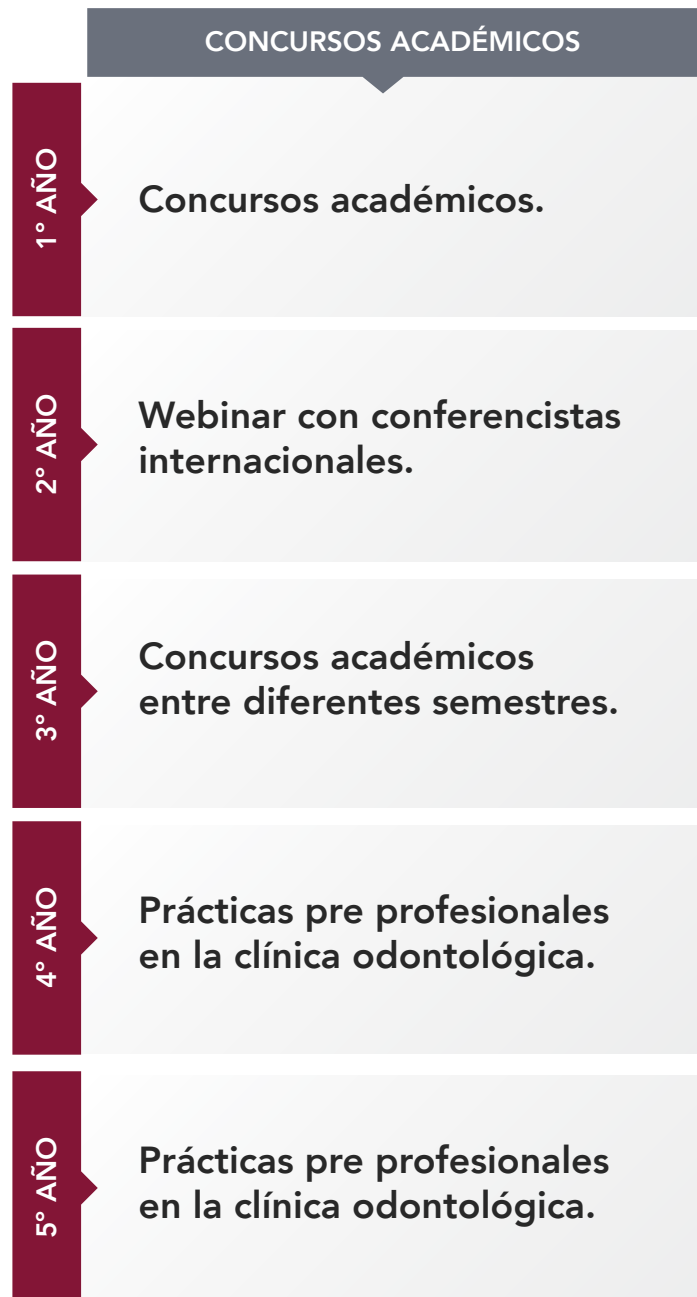 CONCURSOS ACADÉMICOS
1° AÑO
Concursos académicos.
2° AÑO
Webinar con conferencistas
internacionales.
3° AÑO
Concursos académicos
entre diferentes semestres.
4° AÑO
Prácticas pre profesionales
en la clínica odontológica.
5° AÑO
Prácticas pre profesionales
en la clínica odontológica.